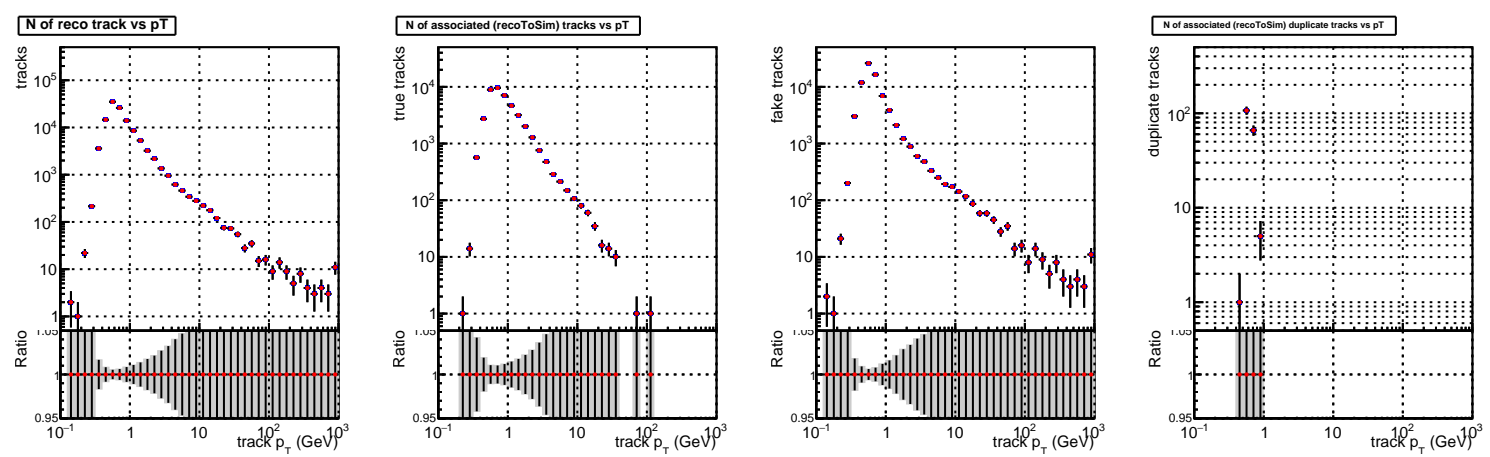 N of reco track vs pT
N of associated (recoToSim) tracks vs pT
N of associated (recoToSim) duplicate tracks vs pT
tracks
10^5
10^4
10^3
10^2
10
1
1.05
Ratio
1
0.95
10^-1 1 10 10^2 10^3
track p_T (GeV)
true tracks
10^4
10^3
10^2
10
1
1.05
Ratio
1
0.95
10^-1 1 10 10^2 10^3
track p_T (GeV)
fake tracks
10^4
10^3
10^2
10
1
1.05
Ratio
1
0.95
10^-1 1 10 10^2 10^3
track p_T (GeV)
duplicate tracks
10^2
10
1
1.05
Ratio
1
0.95
10^-1 1 10 10^2 10^3
track p_T (GeV)